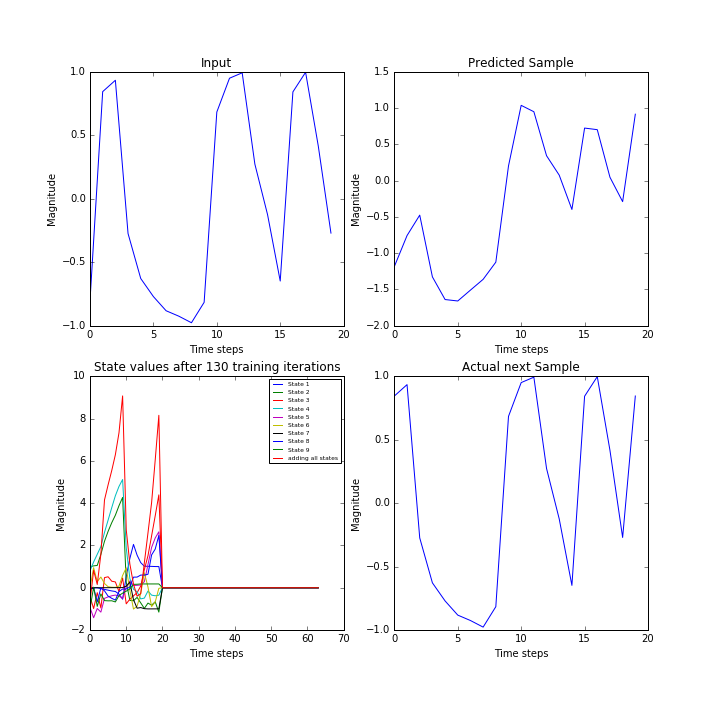 Input
1.0
0.5
0.0
−0.5
−1.0
Magnitude
0 5 10 15 20
Time steps
Predicted Sample
1.5
1.0
0.5
0.0
−0.5
−1.0
−1.5
−2.0
Magnitude
0 5 10 15 20
Time steps
State values after 130 training iterations
10
8
6
4
2
0
−2
Magnitude
0 10 20 30 40 50 60 70
Time steps
State 1
State 2
State 3
State 4
State 5
State 6
State 7
State 8
State 9
adding all states
Actual next Sample
1.0
0.5
0.0
−0.5
−1.0
Magnitude
0 5 10 15 20
Time steps